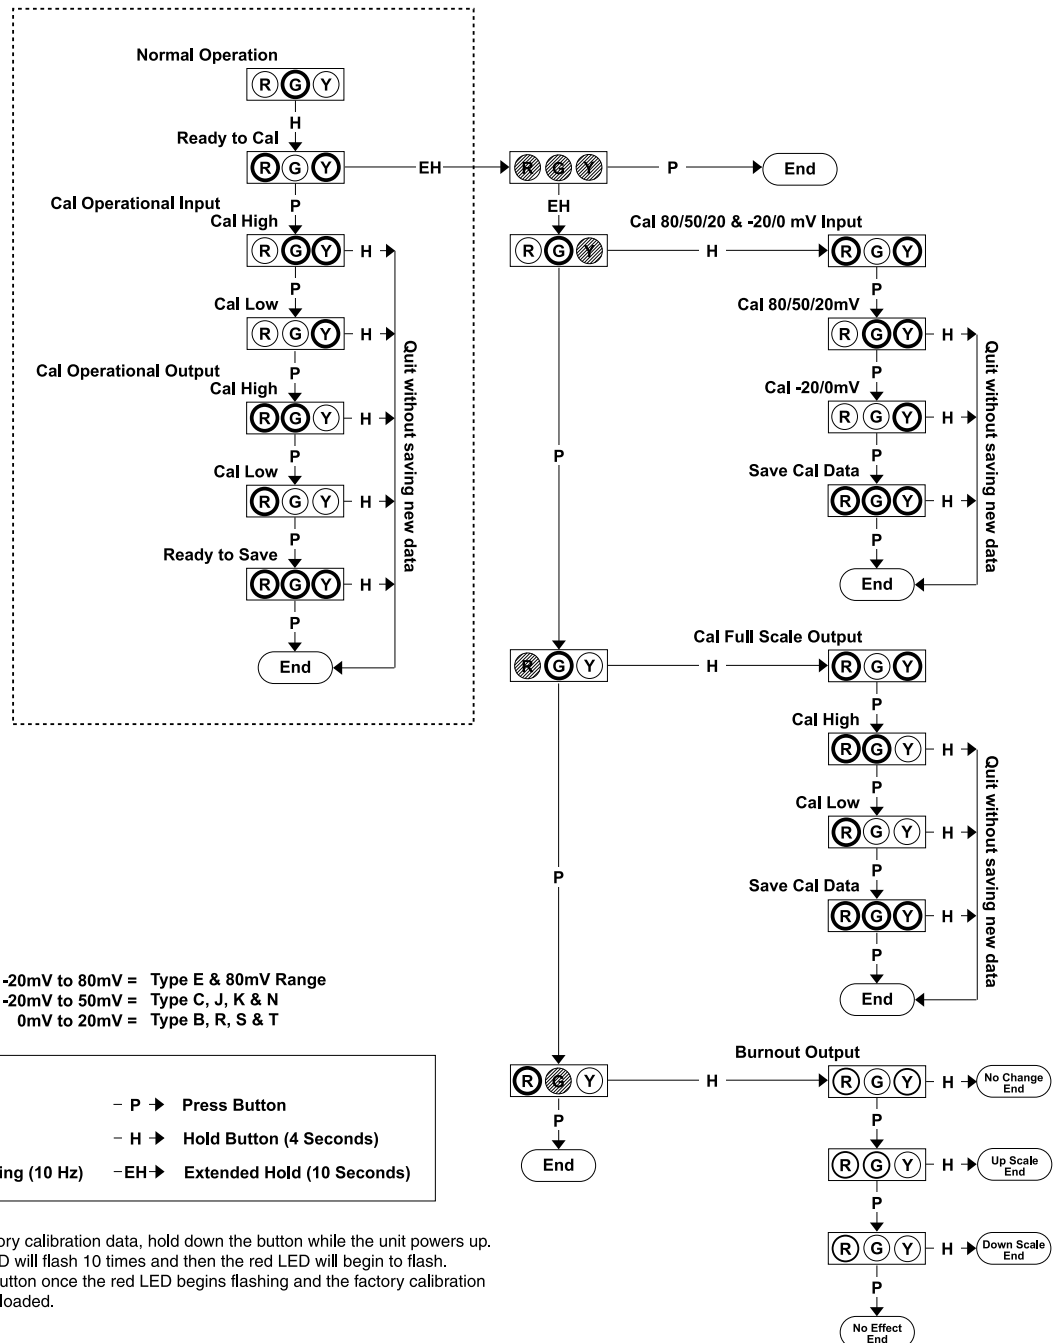 Normal Operation
R G Y
H
Ready to Cal
R G Y
EH
R G Y
P
End
P
EH
Cal Operational Input
Cal High
R G Y
H
R G Y
Cal 80/50/20 & -20/0 mV Input
H
R G Y
P
P
Cal Low
R G Y
H
Cal 80/50/20mV
R G Y
H
P
P
Cal Operational Output
Cal High
R G Y
H
Cal -20/0mV
R G Y
H
P
P
P
Cal Low
R G Y
H
Save Cal Data
R G Y
H
P
P
Ready to Save
R G Y
H
End
P
End
Quit without saving new data
Quit without saving new data
R G Y
Cal Full Scale Output
H
R G Y
P
Cal High
R G Y
H
P
Cal Low
R G Y
H
P
P
Save Cal Data
R G Y
H
P
End
Quit without saving new data
-20mV to 80mV = Type E & 80mV Range
-20mV to 50mV = Type C, J, K & N
0mV to 20mV = Type B, R, S & T
R G Y
Burnout Output
H
R G Y
H
No Change
End
P
End
P
R G Y
H
Up Scale
End
P
R G Y
H
Down Scale
End
P
No Effect
End
P Press Button
H Hold Button (4 Seconds)
ing (10 Hz) EH Extended Hold (10 Seconds)
ory calibration data, hold down the button while the unit powers up.
D will flash 10 times and then the red LED will begin to flash.
utton once the red LED begins flashing and the factory calibration
loaded.